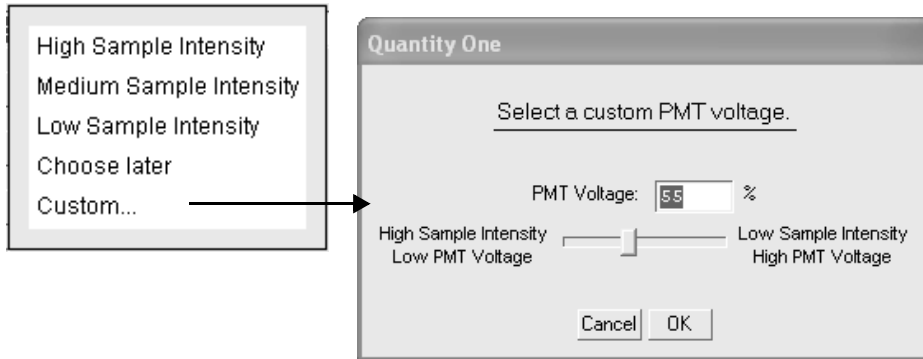 High Sample Intensity
Medium Sample Intensity
Low Sample Intensity
Choose later
Custom...
Quantity One
Select a custom PMT voltage.
PMT Voltage: 55 %
High Sample Intensity
Low PMT Voltage
Low Sample Intensity
High PMT Voltage
Cancel OK